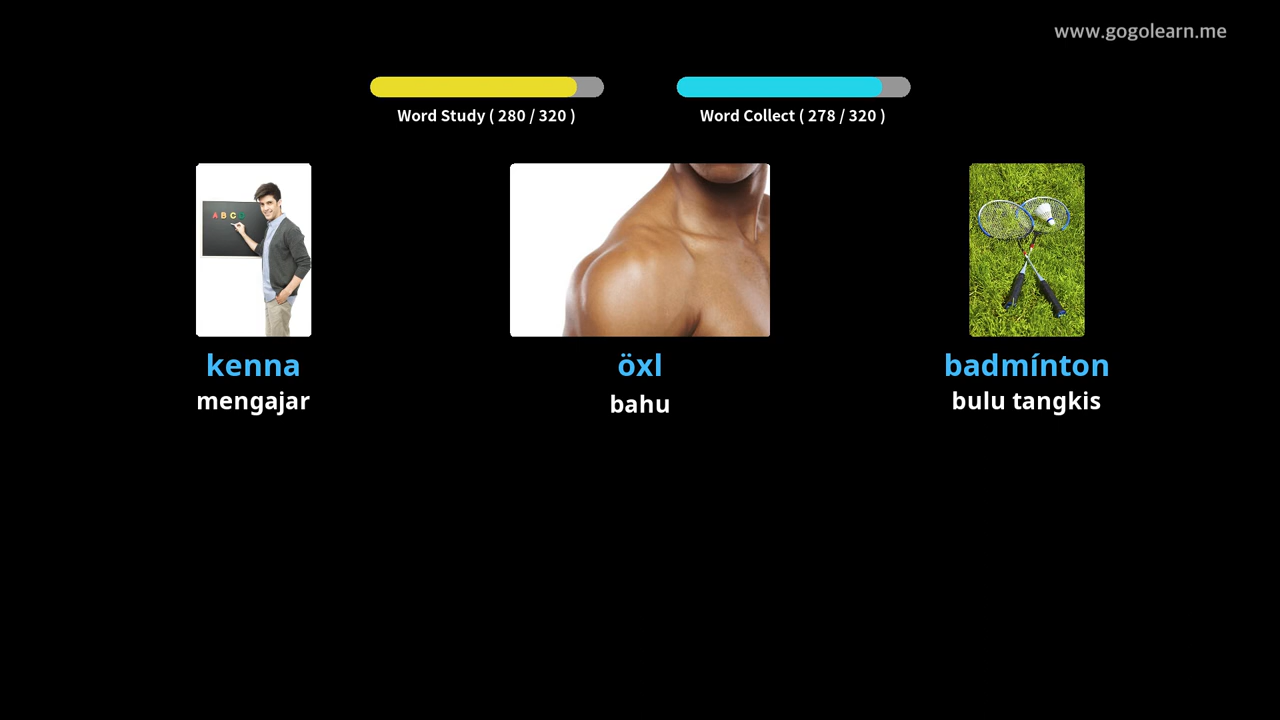 www.gogolearn.me
Word Study ( 280 / 320 )
Word Collect ( 278 / 320 )
A B C D
kenna
mengajar
öxl
bahu
badmínton
bulu tangkis